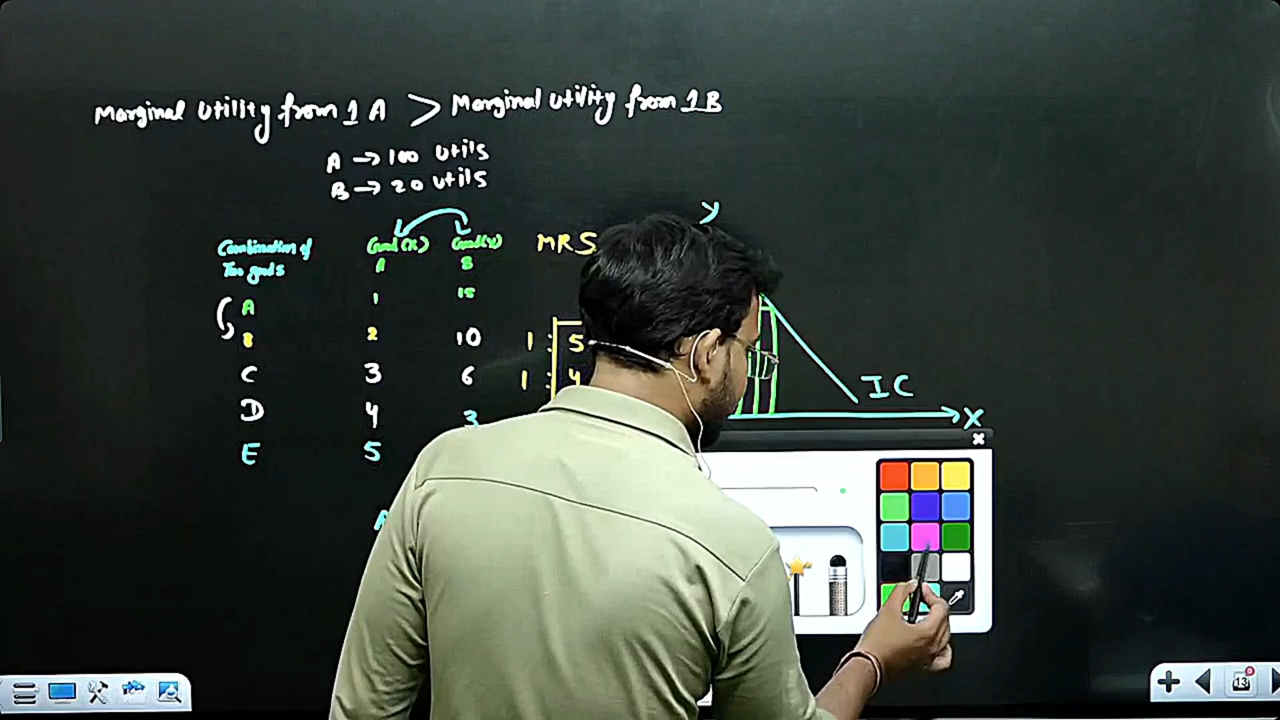 Marginal Utility from 1 A > Marginal Utility from 1 B
A → 100 utils
B → 20 utils
Y
Combination of Good(x) Good(y) MRS
Two goods A B
A 1 15
B 2 10 1 : 5
C 3 6 1 : 4
IC
D 4 3
X
E 5
A
13